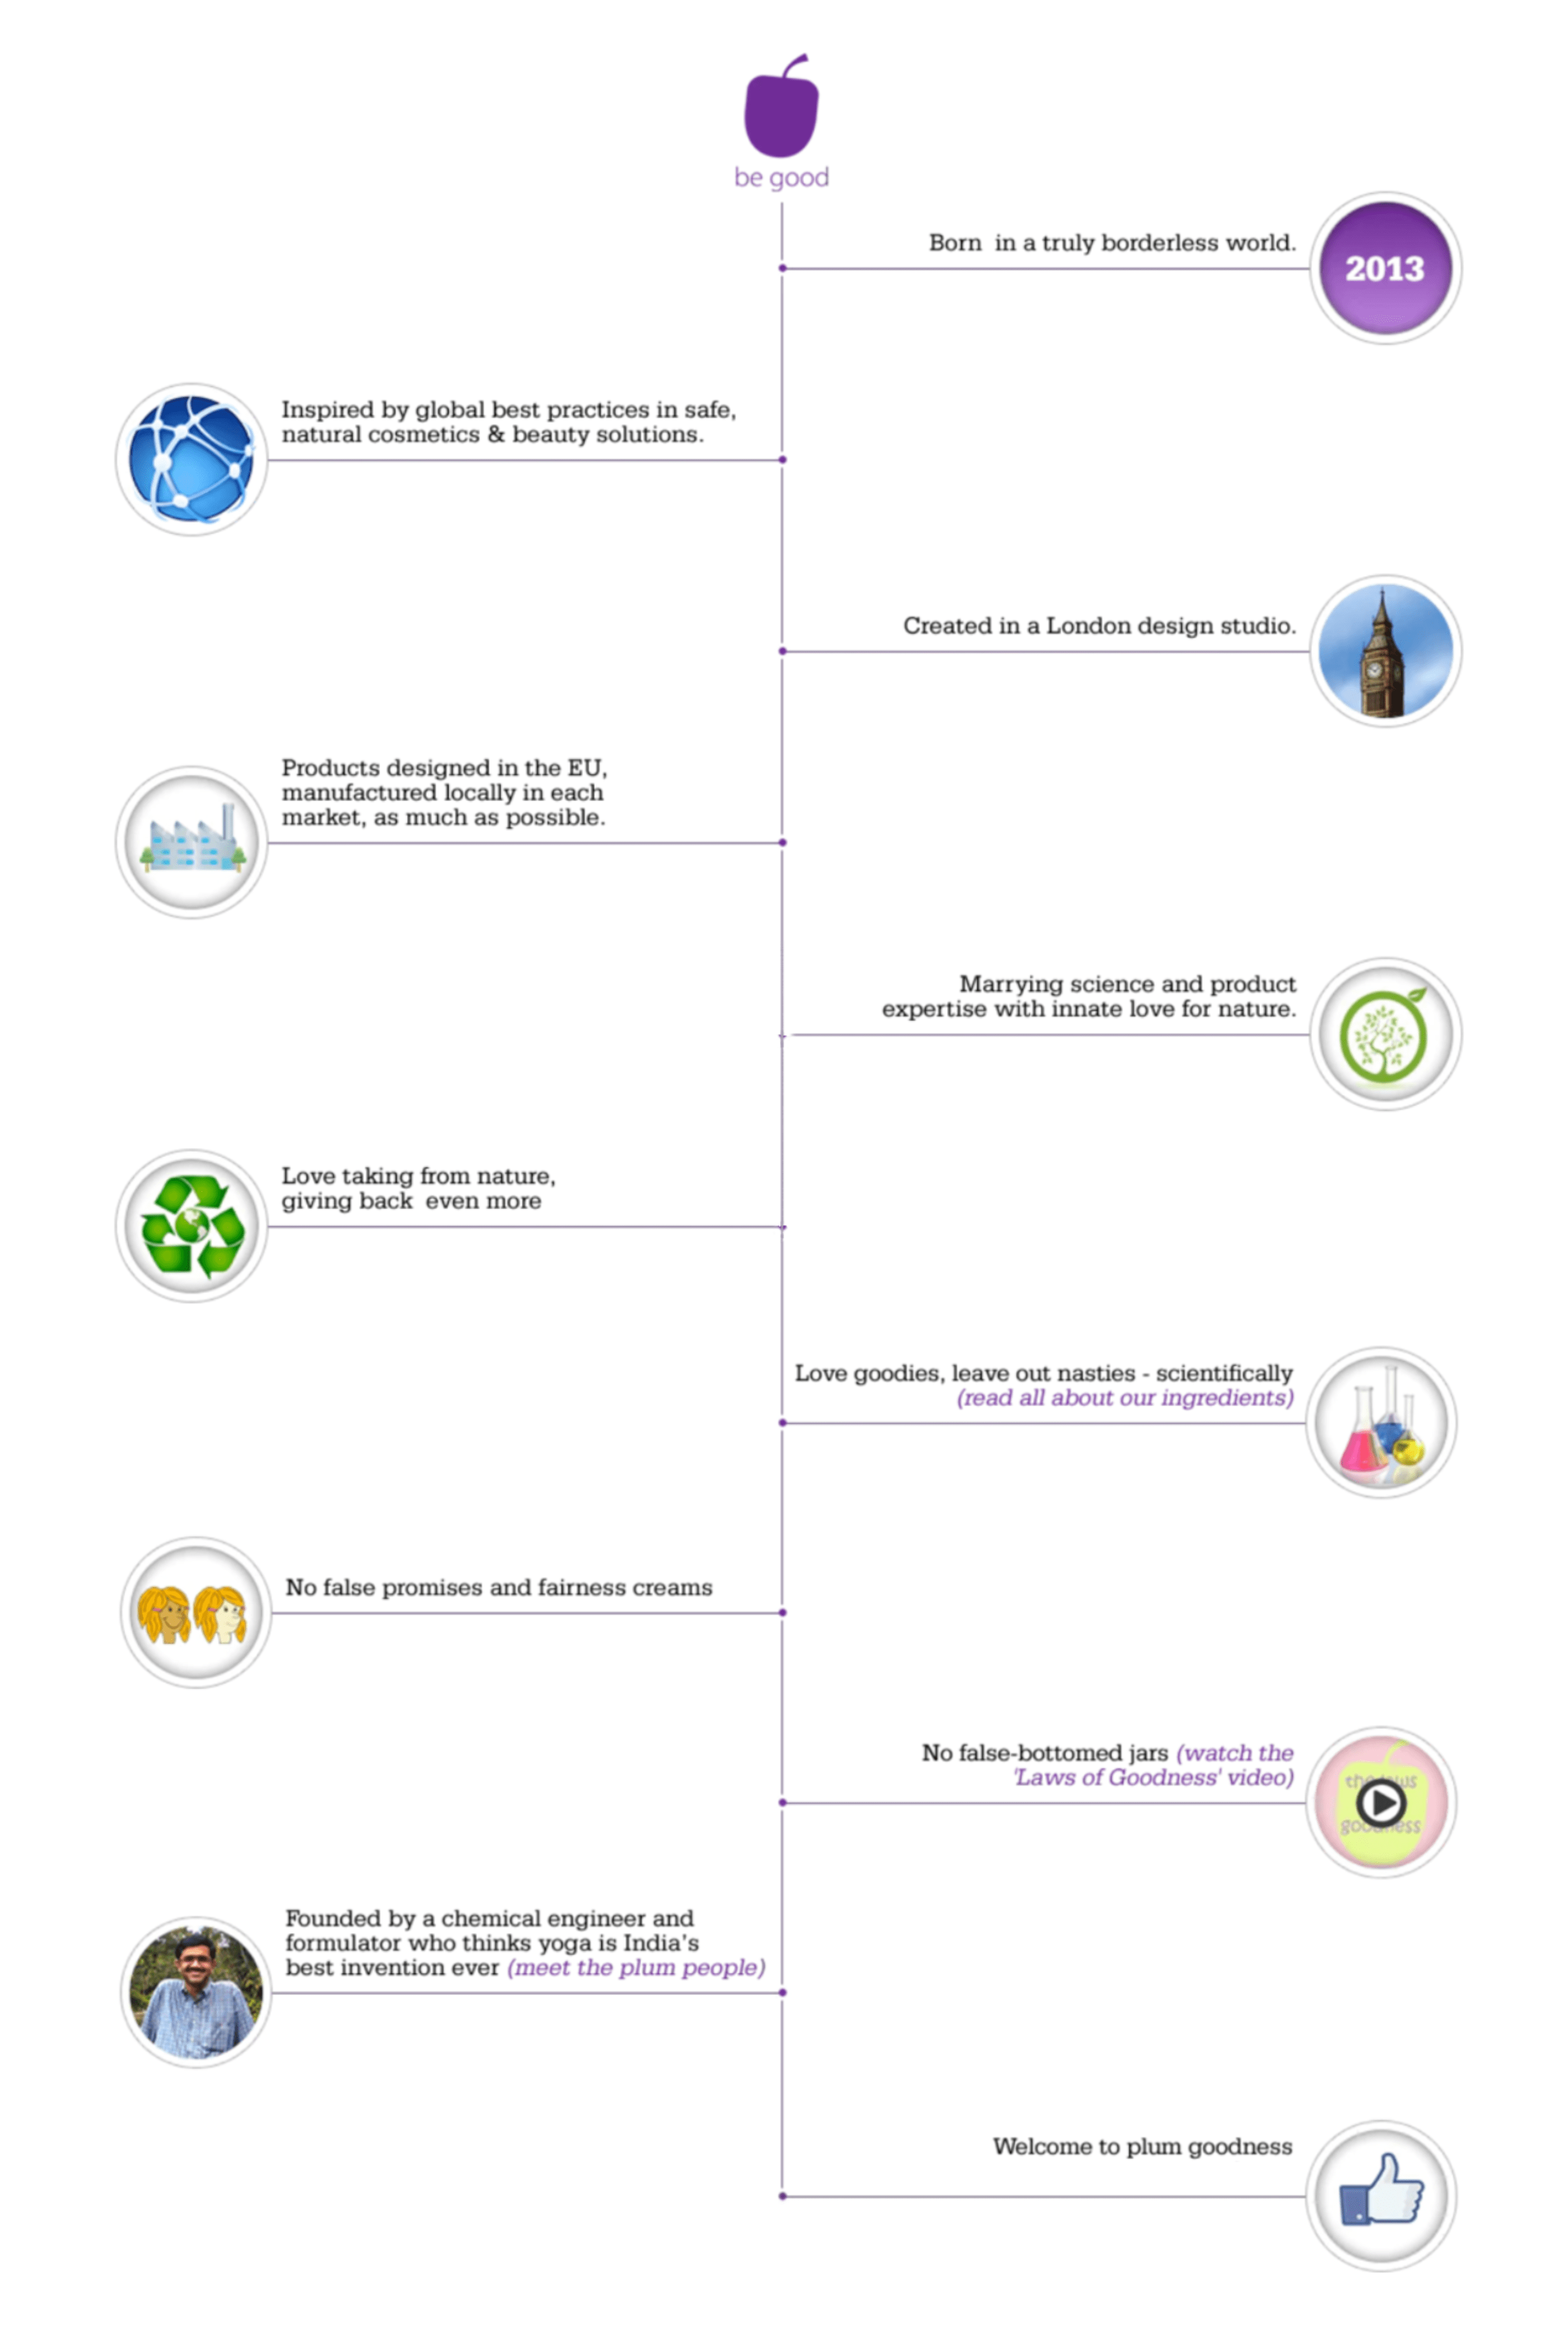 be good
Born  in a truly borderless world.
2013
Inspired by global best practices in safe,
natural cosmetics & beauty solutions.
Created in a London design studio.
Products designed in the EU,
manufactured locally in each
market, as much as possible.
Marrying science and product
expertise with innate love for nature.
Love taking from nature,
giving back  even more
Love goodies, leave out nasties - scientifically
(read all about our ingredients)
No false promises and fairness creams
No false-bottomed jars (watch the
'Laws of Goodness' video)
Founded by a chemical engineer and
formulator who thinks yoga is India's
best invention ever (meet the plum people)
Welcome to plum goodness